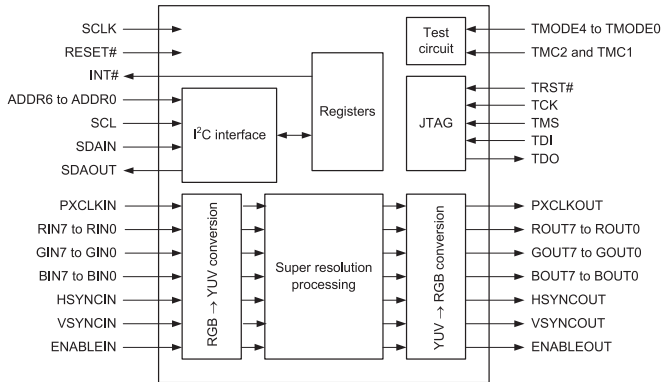 SCLK
RESET#
INT#
ADDR6 to ADDR0
SCL
SDAIN
SDAOUT
I²C interface
Registers
Test
circuit
TMODE4 to TMODE0
TMC2 and TMC1
JTAG
TRST#
TCK
TMS
TDI
TDO
PXCLKIN
RIN7 to RIN0
GIN7 to GIN0
BIN7 to BIN0
HSYNCIN
VSYNCIN
ENABLEIN
RGB → YUV conversion
Super resolution
processing
YUV → RGB conversion
PXCLKOUT
ROUT7 to ROUT0
GOUT7 to GOUT0
BOUT7 to BOUT0
HSYNCOUT
VSYNCOUT
ENABLEOUT